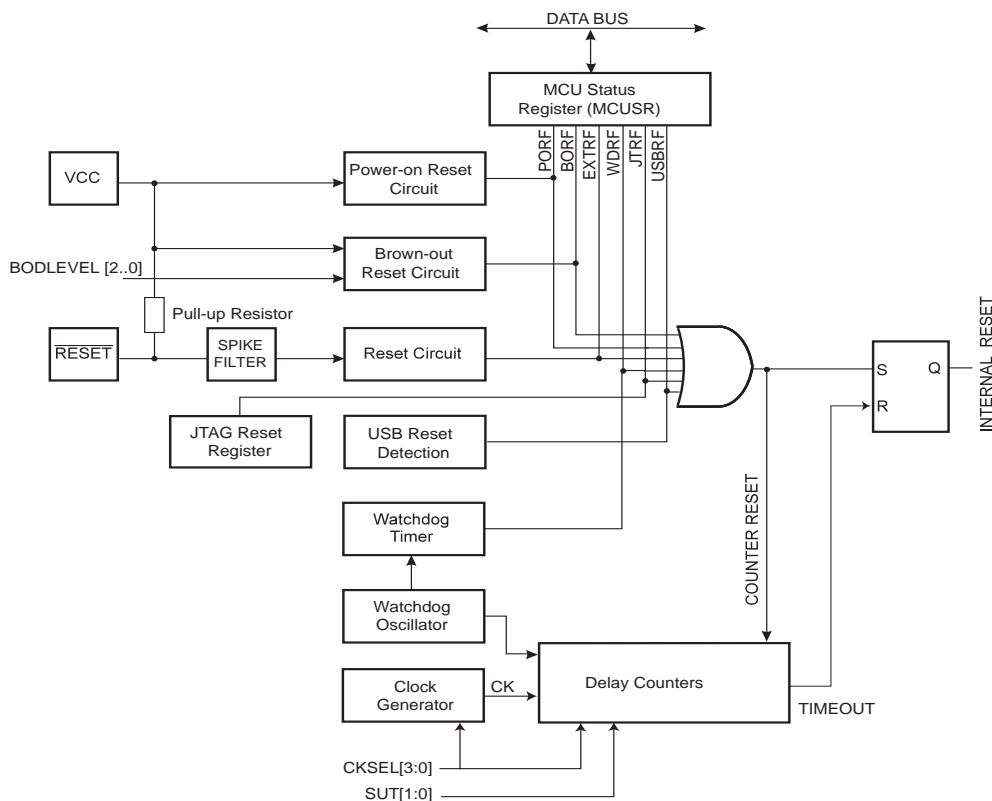 DATA BUS
MCU Status
Register (MCUSR)
PORF
BORF
EXTRF
WDRF
JTRF
USBRF
VCC
Power-on Reset
Circuit
Brown-out
Reset Circuit
BODLEVEL [2..0]
Pull-up Resistor
RESET
SPIKE
FILTER
Reset Circuit
JTAG Reset
Register
USB Reset
Detection
S
Q
R
INTERNAL RESET
Watchdog
Timer
COUNTER RESET
Watchdog
Oscillator
Clock
Generator
CK
Delay Counters
TIMEOUT
CKSEL[3:0]
SUT[1:0]